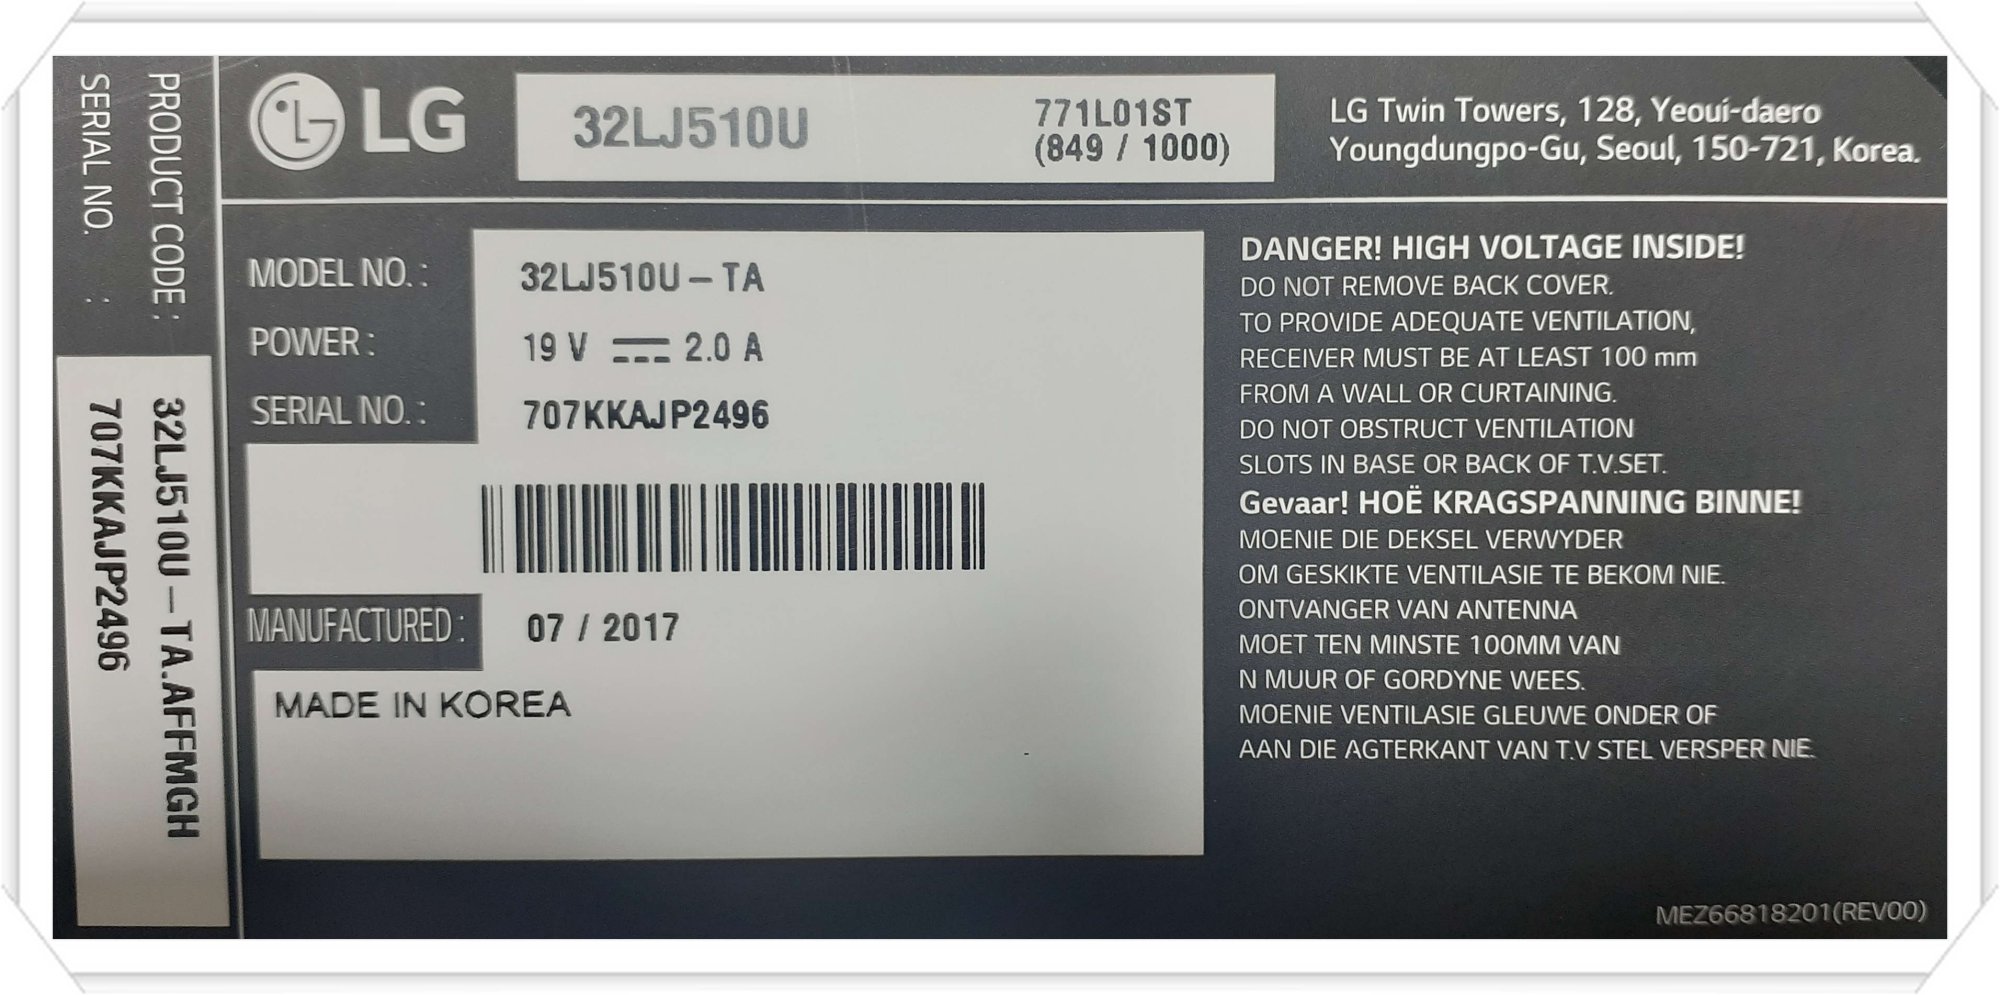 PRODUCT CODE : 32LJ510U – TA.AFFMGH
SERIAL NO. : 707KKAJP2496
LG
32LJ510U
771L01ST
(849 / 1000)
LG Twin Towers, 128, Yeoui-daero
Youngdungpo-Gu, Seoul, 150-721, Korea.
MODEL NO. : 32LJ510U – TA
POWER : 19 V ⎓ 2.0 A
SERIAL NO. : 707KKAJP2496
MANUFACTURED : 07 / 2017
MADE IN KOREA
DANGER! HIGH VOLTAGE INSIDE!
DO NOT REMOVE BACK COVER.
TO PROVIDE ADEQUATE VENTILATION,
RECEIVER MUST BE AT LEAST 100 mm
FROM A WALL OR CURTAINING.
DO NOT OBSTRUCT VENTILATION
SLOTS IN BASE OR BACK OF T.V.SET.
Gevaar! HOË KRAGSPANNING BINNE!
MOENIE DIE DEKSEL VERWYDER
OM GESKIKTE VENTILASIE TE BEKOM NIE.
ONTVANGER VAN ANTENNA
MOET TEN MINSTE 100MM VAN
N MUUR OF GORDYNE WEES.
MOENIE VENTILASIE GLEUWE ONDER OF
AAN DIE AGTERKANT VAN T.V STEL VERSPER NIE.
MEZ66818201(REV00)